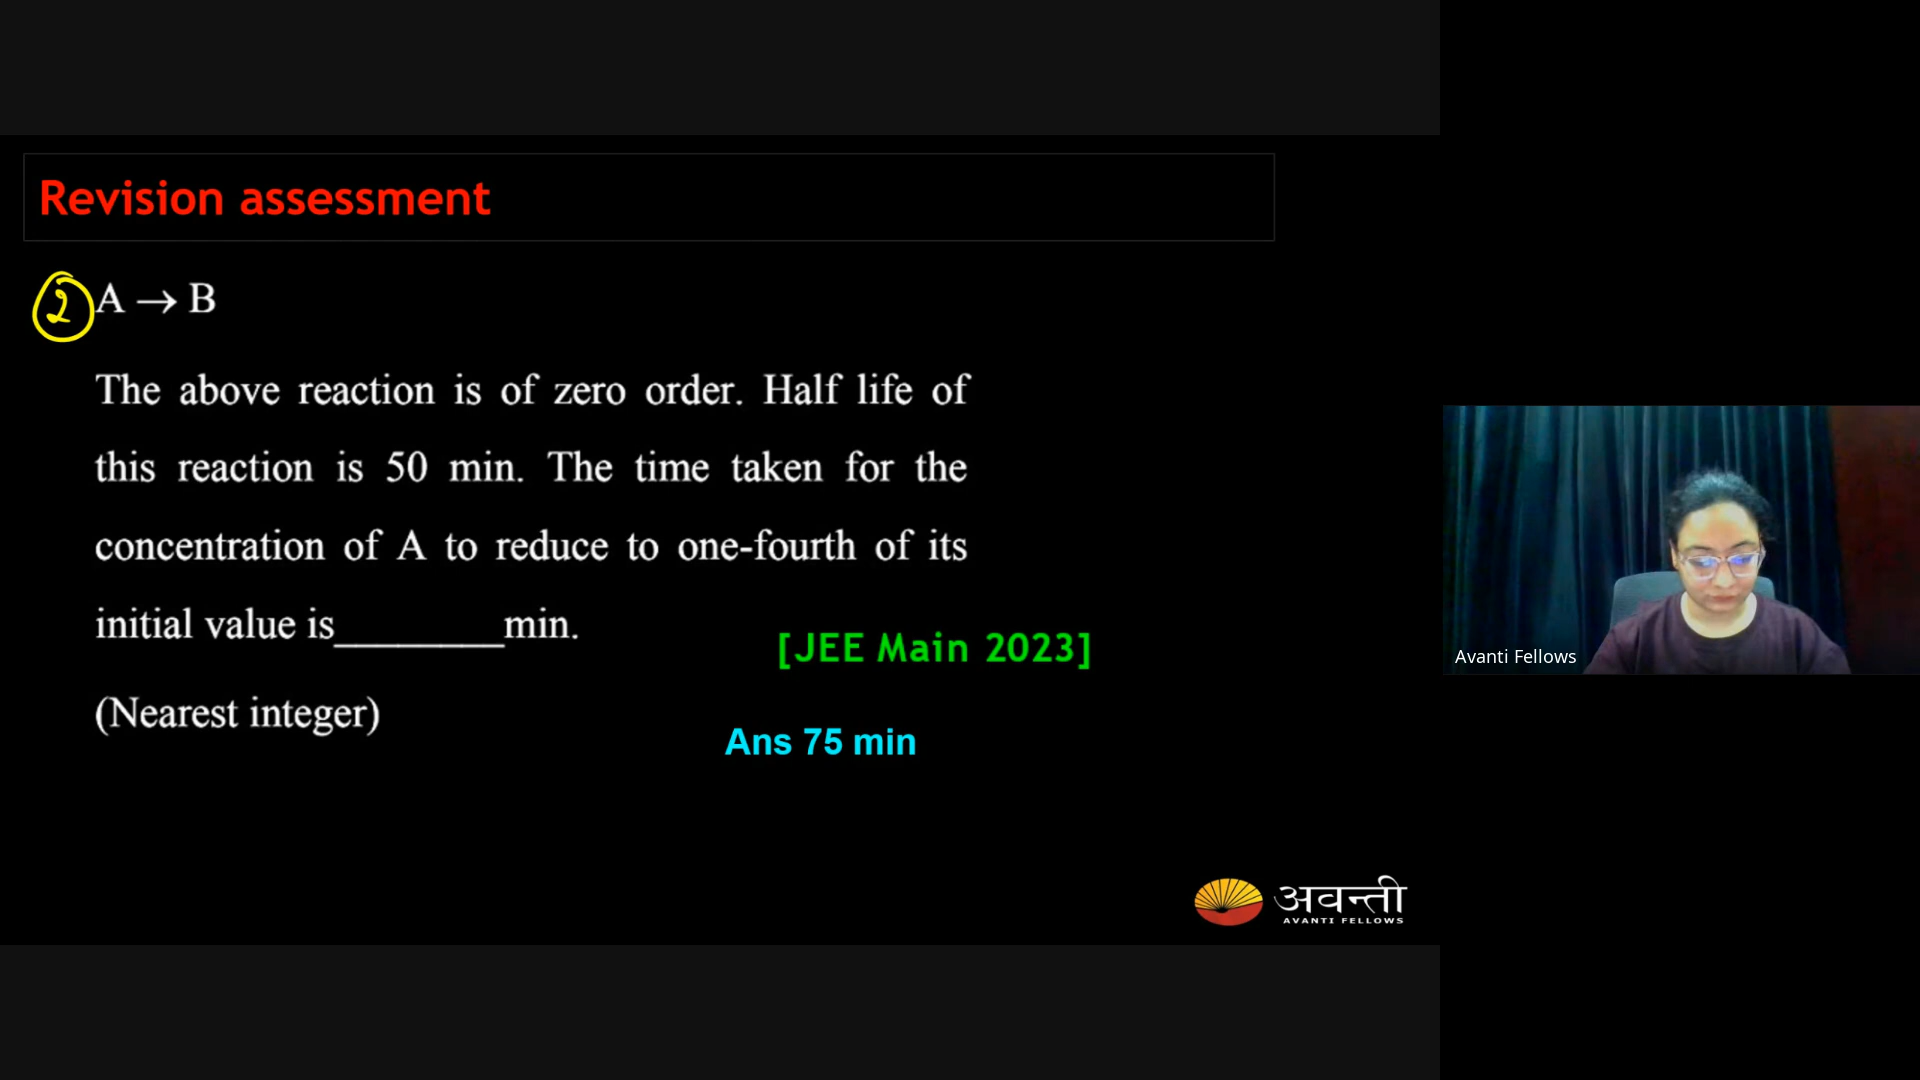 Revision assessment
2 A → B
The above reaction is of zero order. Half life of
this reaction is 50 min. The time taken for the
concentration of A to reduce to one-fourth of its
initial value is________min.
[JEE Main 2023]
(Nearest integer)
Ans 75 min
Avanti Fellows
अवन्ती
AVANTI FELLOWS